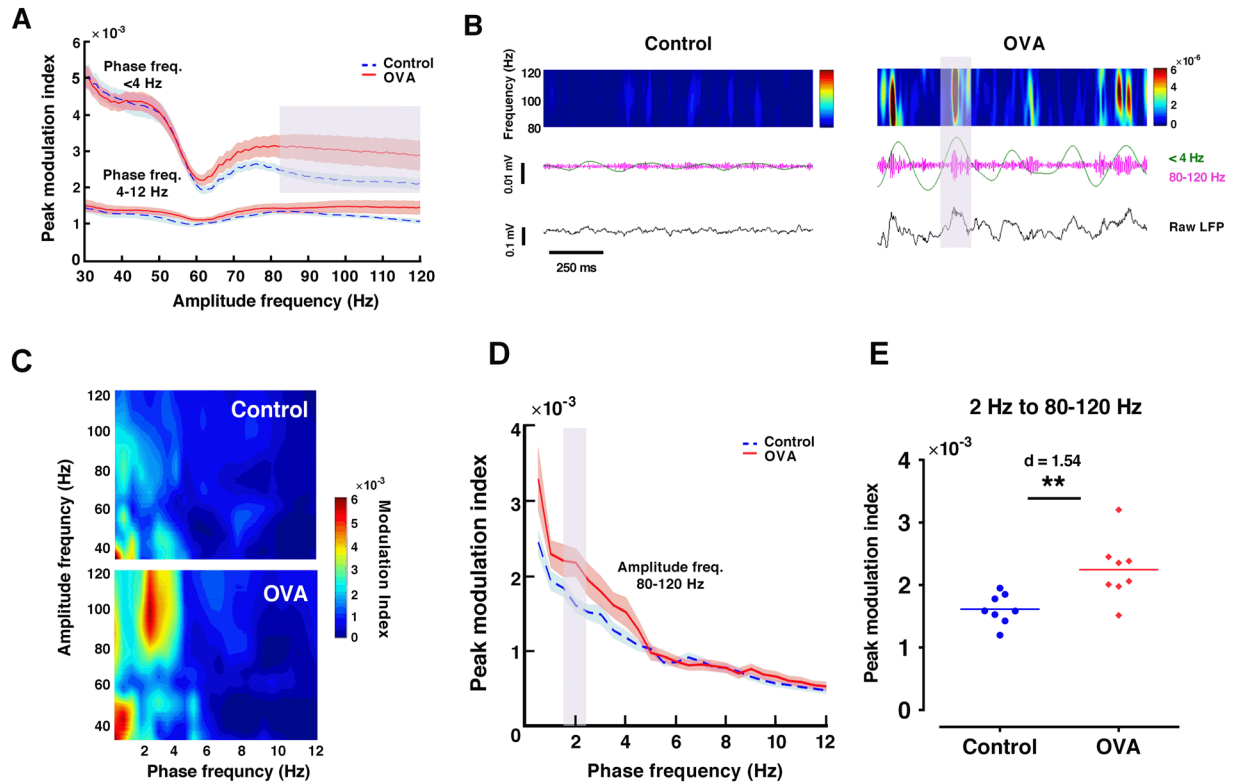 A
×10⁻³
6
5
4
3
2
1
0
Peak modulation index
Phase freq.
<4 Hz
Phase freq.
4-12 Hz
Control
OVA
30 40 50 60 70 80 90 100 110 120
Amplitude frequency (Hz)
B
Control
OVA
Frequency (Hz)
120
100
80
×10⁻⁶
6
4
2
0
0.01 mV
< 4 Hz
80-120 Hz
0.1 mV
Raw LFP
250 ms
C
Amplitude frequncy (Hz)
120
100
80
60
40
Control
120
100
80
60
40
OVA
×10⁻³
6
5
4
3
2
1
0
Modulation Index
2 4 6 8 10 12
Phase frequncy (Hz)
D
×10⁻³
4
3
2
1
0
Peak modulation index
Control
OVA
Amplitude freq.
80-120 Hz
2 4 6 8 10 12
Phase frequency (Hz)
E
2 Hz to 80-120 Hz
×10⁻³
4
3
2
1
0
Peak modulation index
d = 1.54
**
Control OVA